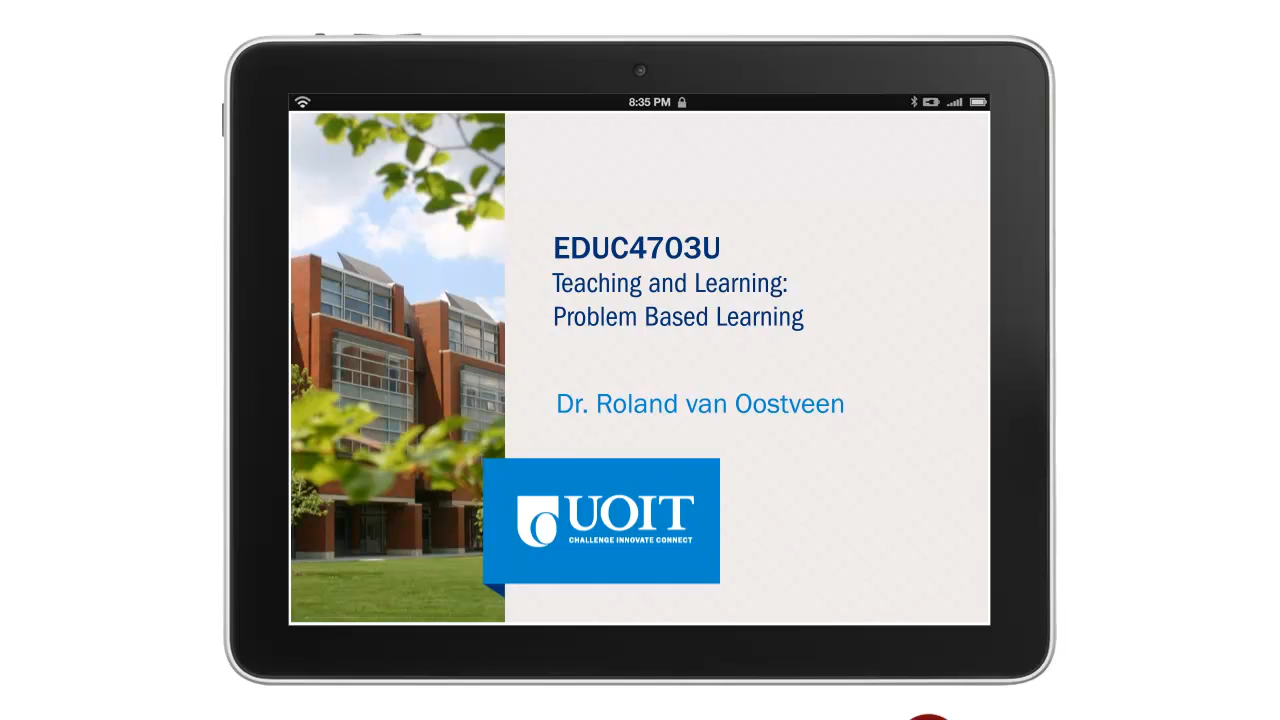 8:35 PM
EDUC4703U
Teaching and Learning:
Problem Based Learning
Dr. Roland van Oostveen
UOIT
CHALLENGE INNOVATE CONNECT